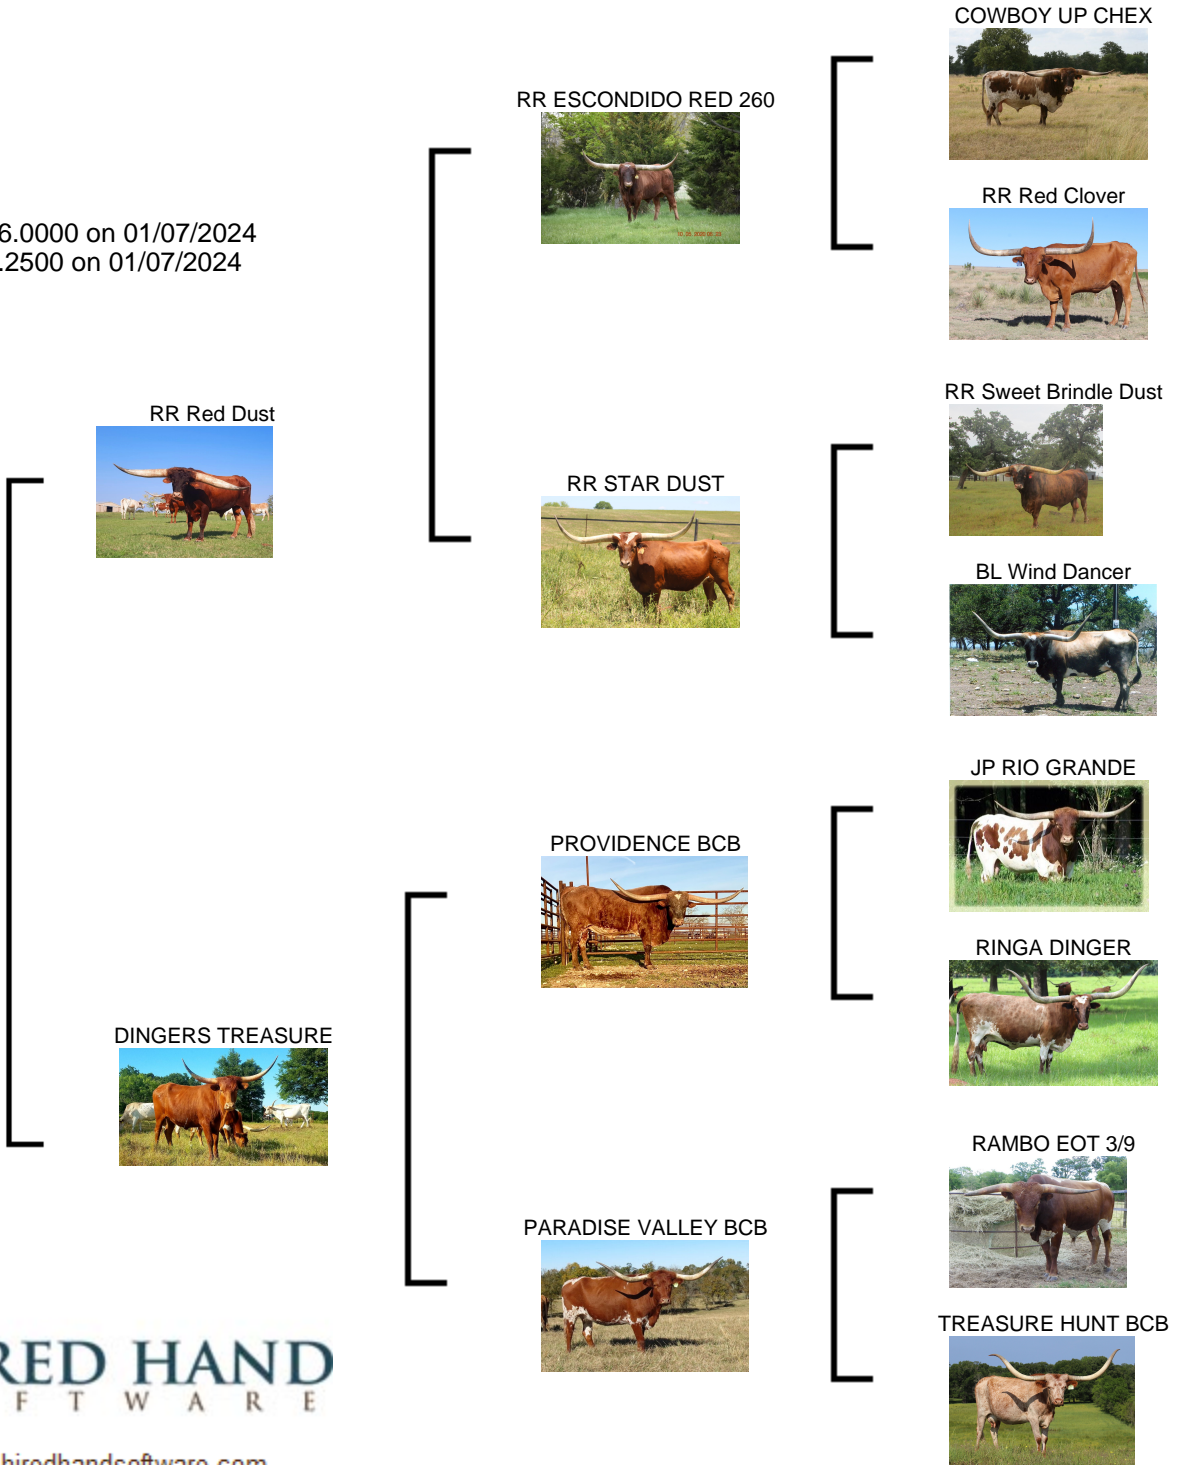 COWBOY UP CHEX
RR ESCONDIDO RED 260
RR Red Clover
6.0000 on 01/07/2024
.2500 on 01/07/2024
RR Sweet Brindle Dust
RR Red Dust
RR STAR DUST
BL Wind Dancer
JP RIO GRANDE
PROVIDENCE BCB
RINGA DINGER
DINGERS TREASURE
RAMBO EOT 3/9
PARADISE VALLEY BCB
TREASURE HUNT BCB
RED HAND
F T W A R E
hiredhandsoftware.com